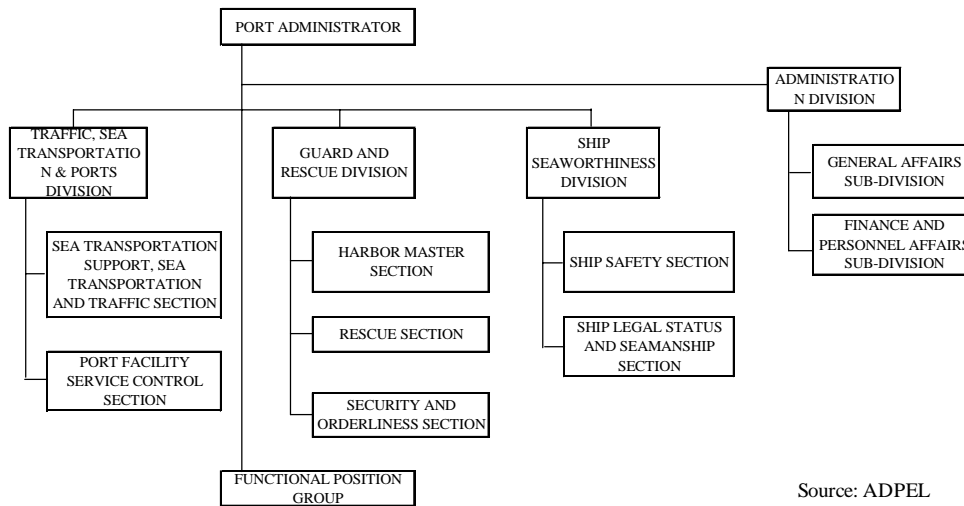 PORT ADMINISTRATOR
ADMINISTRATIO
N DIVISION
TRAFFIC, SEA
TRANSPORTATIO
N & PORTS
DIVISION
GUARD AND
RESCUE DIVISION
SHIP
SEAWORTHINESS
DIVISION
GENERAL AFFAIRS
SUB-DIVISION
FINANCE AND
PERSONNEL AFFAIRS
SUB-DIVISION
SEA TRANSPORTATION
SUPPORT, SEA
TRANSPORTATION
AND TRAFFIC SECTION
HARBOR MASTER
SECTION
SHIP SAFETY SECTION
RESCUE SECTION
SHIP LEGAL STATUS
AND SEAMANSHIP
SECTION
PORT FACILITY
SERVICE CONTROL
SECTION
SECURITY AND
ORDERLINESS SECTION
FUNCTIONAL POSITION
GROUP
Source: ADPEL